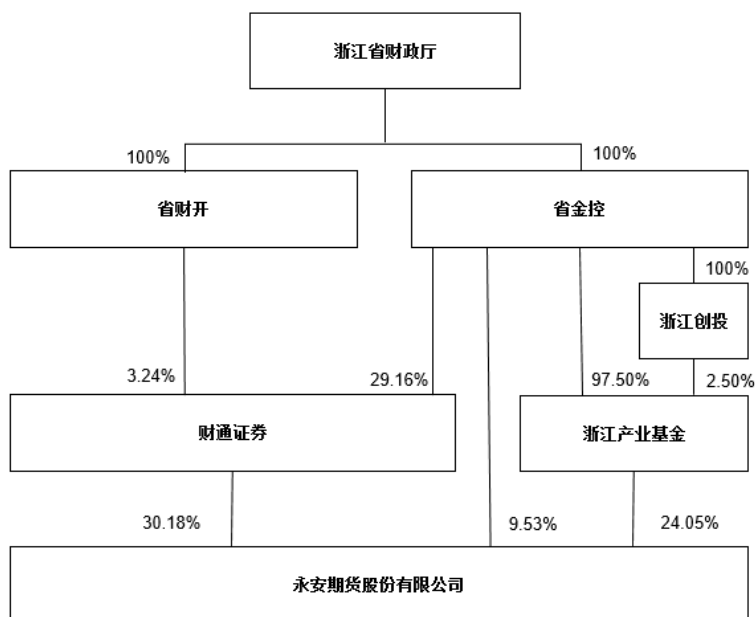 浙江省财政厅
100%
100%
省财开
省金控
100%
浙江创投
3.24%
29.16%
97.50%
2.50%
财通证券
浙江产业基金
30.18%
9.53%
24.05%
永安期货股份有限公司